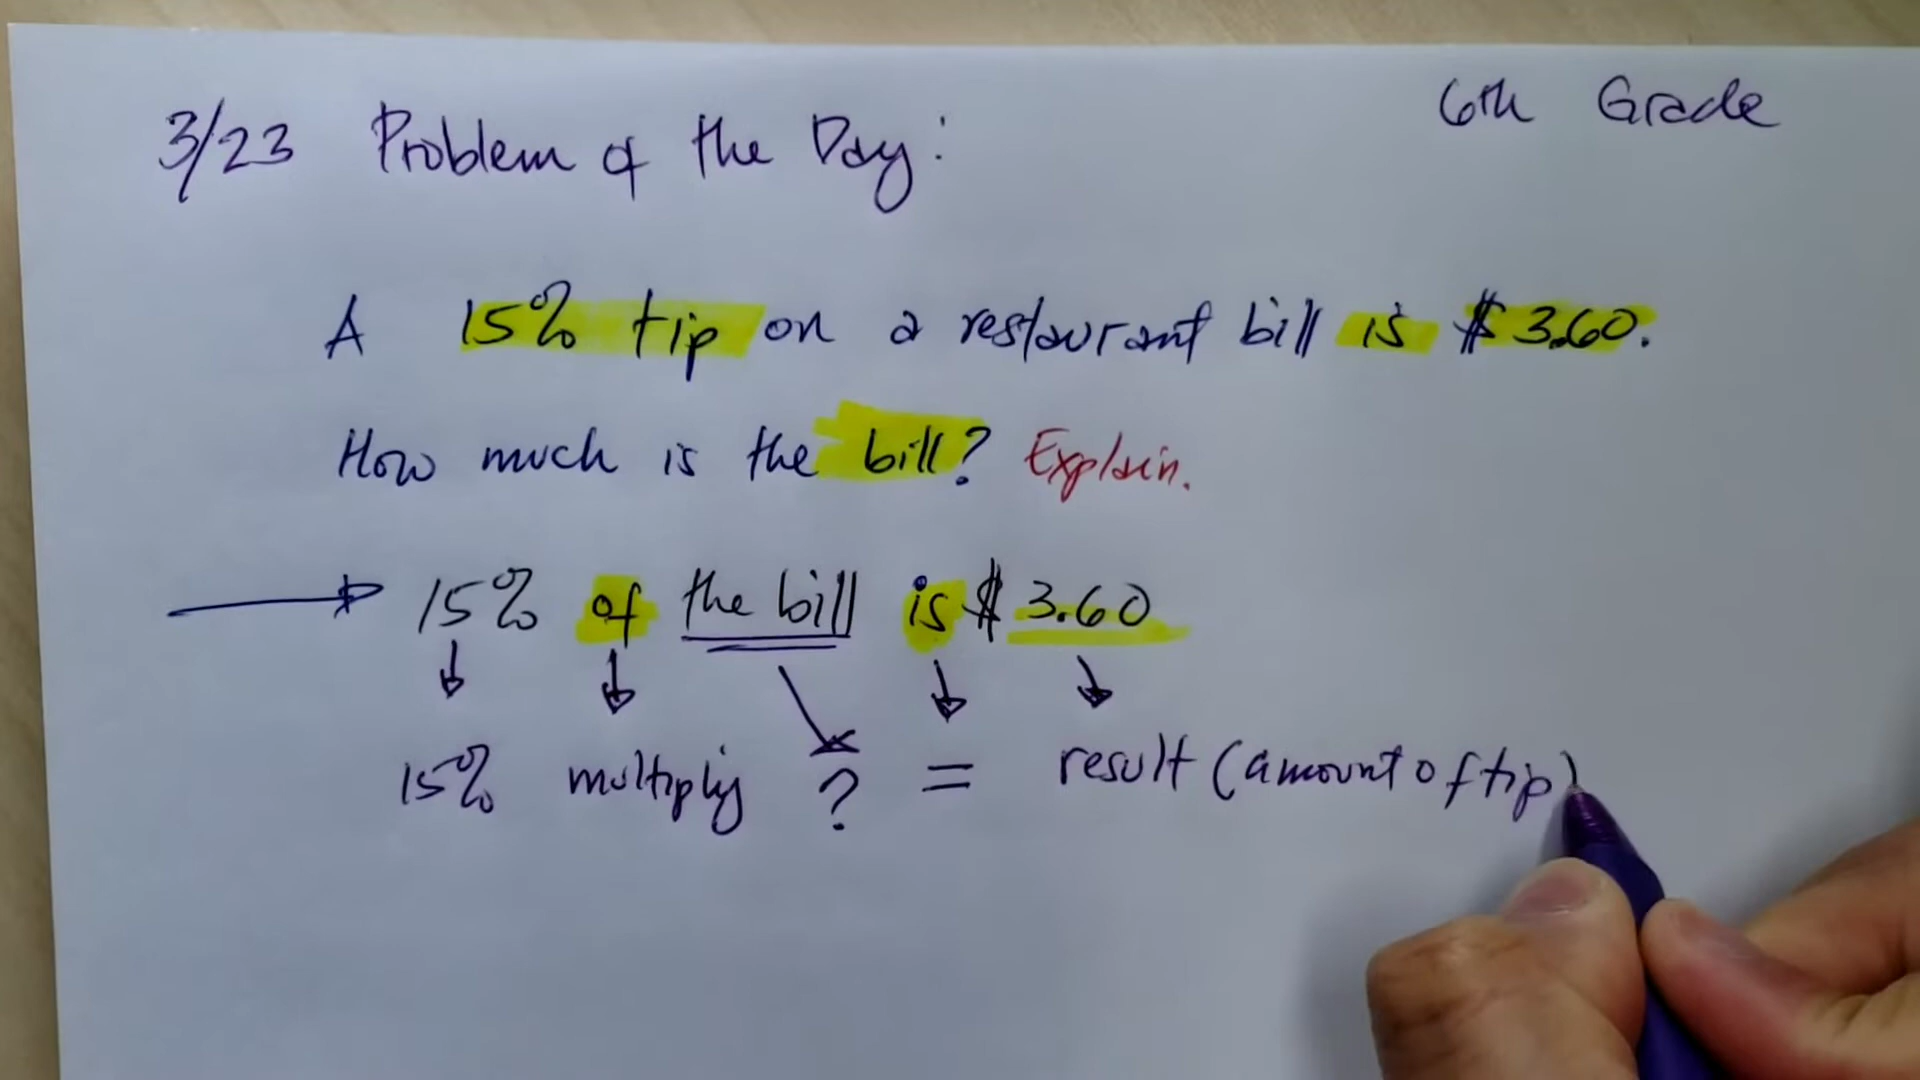 3/23 Problem of the Day:
6th Grade
A 15% tip on a restaurant bill is $3.60.
How much is the bill? Explain.
15% of the bill is $3.60
15% multiply ? = result (amount of tip)